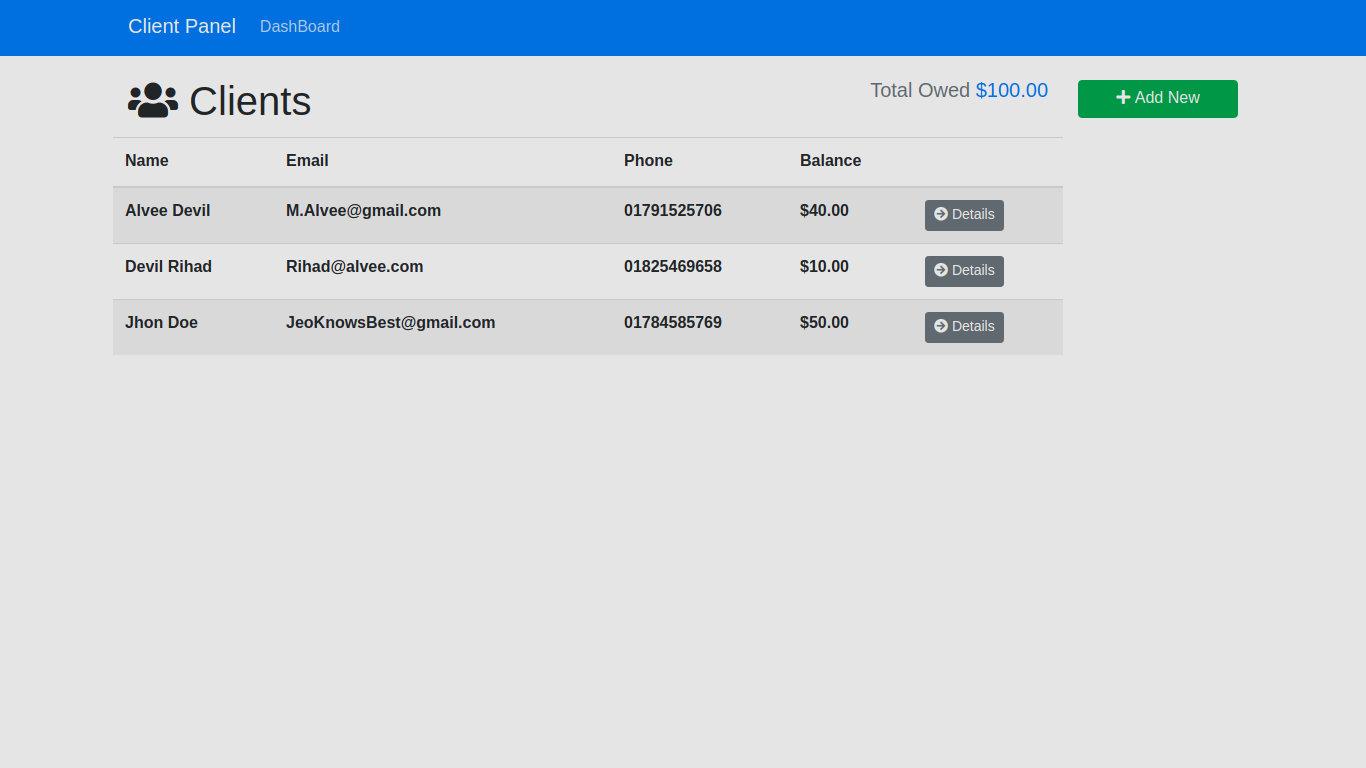 Client Panel DashBoard
Clients Total Owed $100.00 Add New
Name Email Phone Balance
Alvee Devil M.Alvee@gmail.com 01791525706 $40.00 Details
Devil Rihad Rihad@alvee.com 01825469658 $10.00 Details
Jhon Doe JeoKnowsBest@gmail.com 01784585769 $50.00 Details